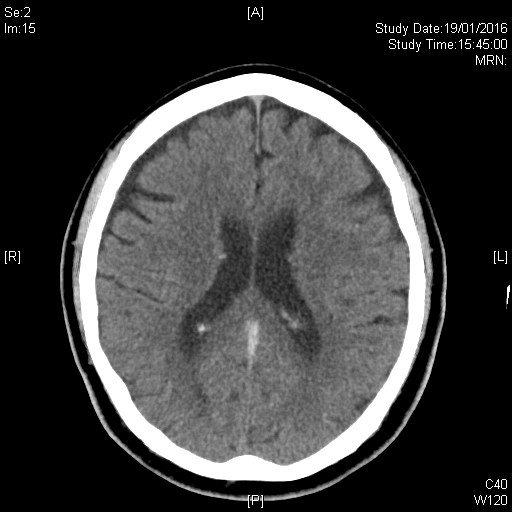 Se:2
Im:15
[A]
Study Date:19/01/2016
Study Time:15:45:00
MRN:
[R]
[L]
[P]
C40
W120